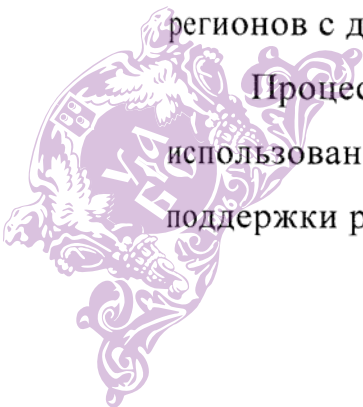 регионов с д
Процес
использован
поддержки р